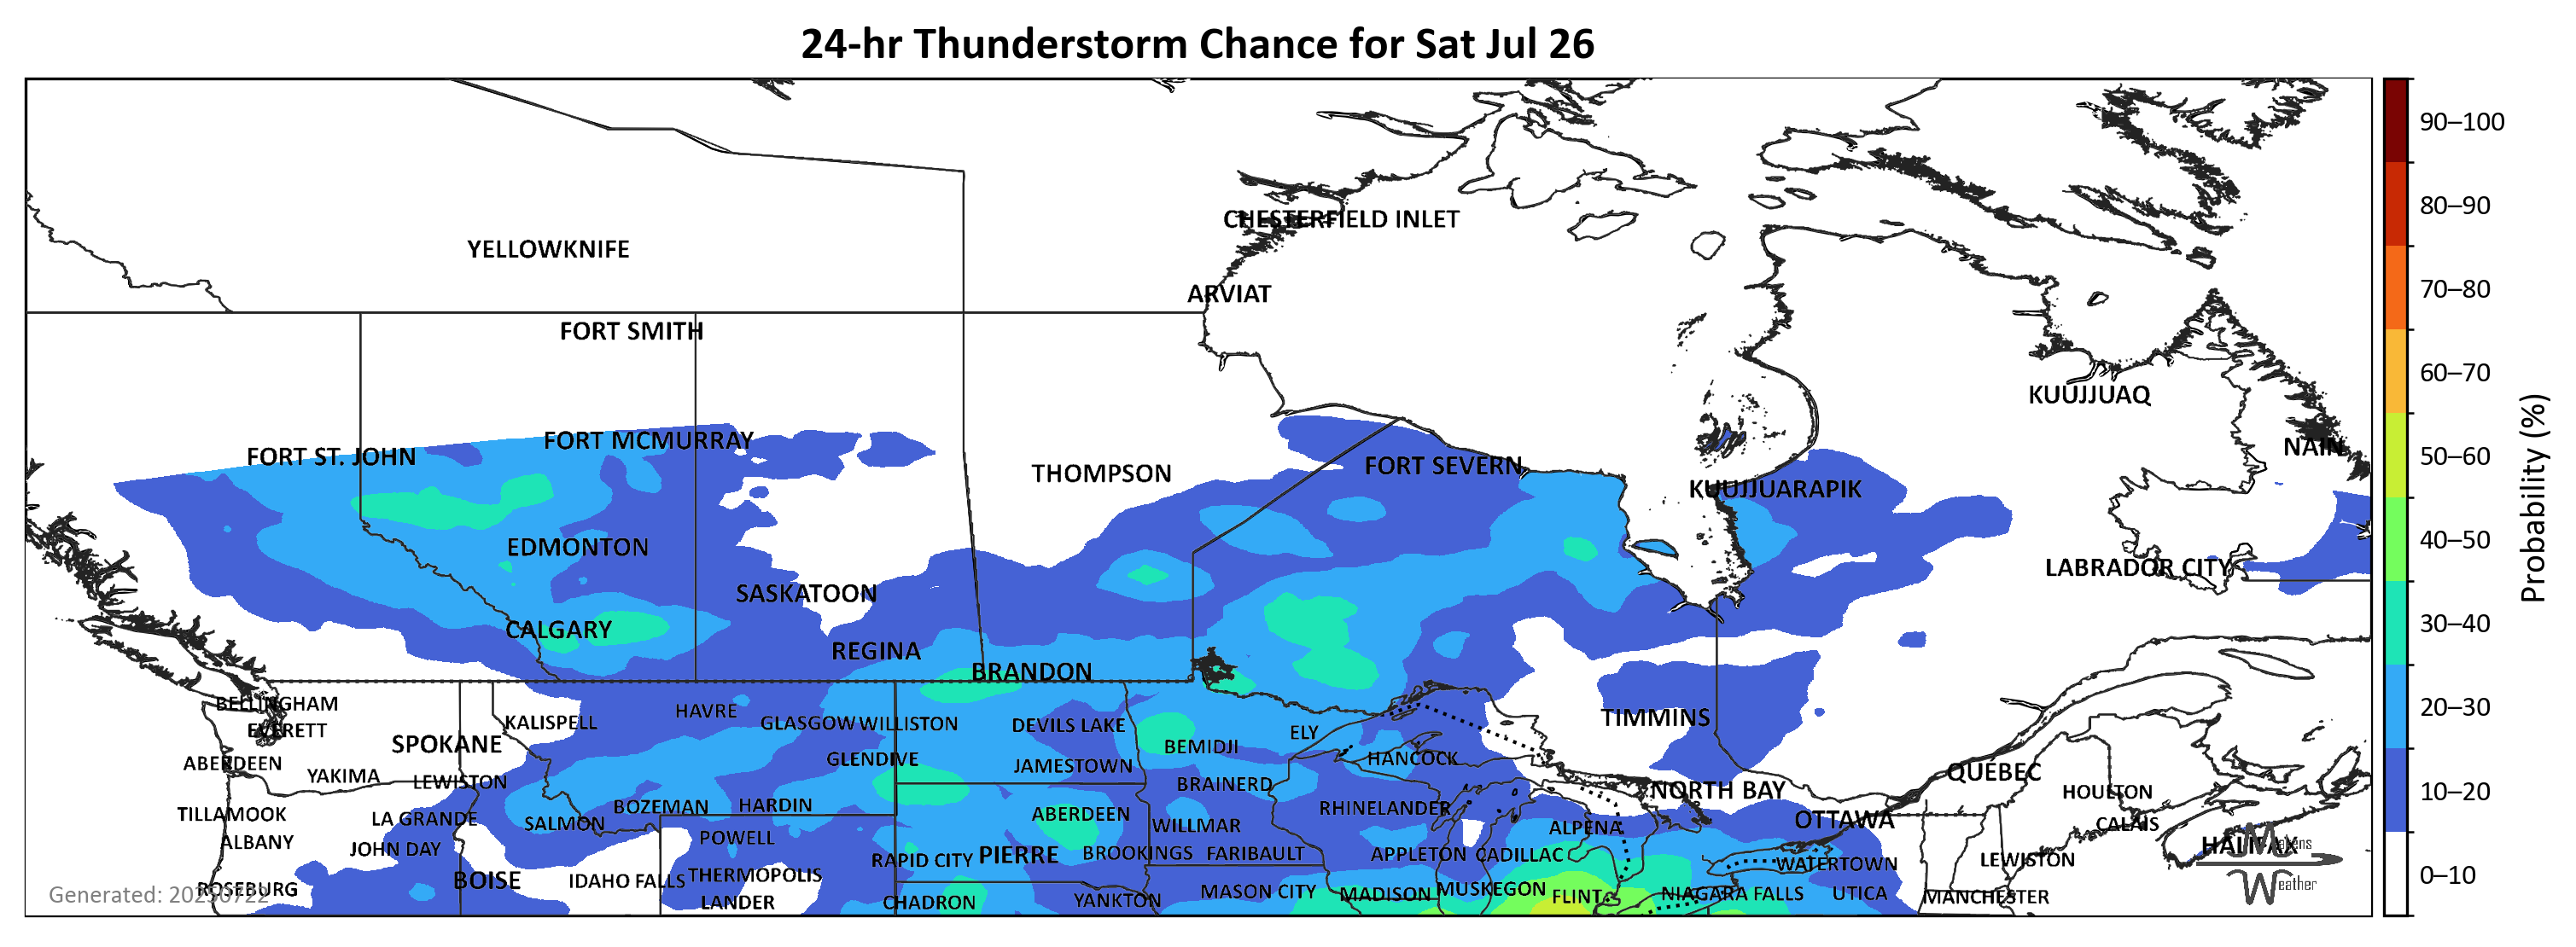 24-hr Thunderstorm Chance for Sat Jul 26
90–100
80–90
CHESTERFIELD INLET
YELLOWKNIFE
70–80
ARVIAT
FORT SMITH
60–70
KUUJJUAQ
FORT MCMURRAY
NAIN
50–60
FORT ST. JOHN
FORT SEVERN
THOMPSON
KUUJJUARAPIK
Probability (%)
40–50
EDMONTON
LABRADOR CITY
SASKATOON
30–40
CALGARY
REGINA
BRANDON
BELLINGHAM
20–30
HAVRE
TIMMINS
KALISPELL
GLASGOW
WILLISTON
DEVILS LAKE
EVERETT
ELY
SPOKANE
BEMIDJI
GLENDIVE
HANCOCK
ABERDEEN
JAMESTOWN
QUÉBEC
YAKIMA
LEWISTON
BRAINERD
NORTH BAY
HOULTON
10–20
BOZEMAN
HARDIN
RHINELANDER
TILLAMOOK
ABERDEEN
LA GRANDE
OTTAWA
SALMON
WILLMAR
ALPENA
CALAIS
POWELL
ALBANY
HALIFAX
Makens
JOHN DAY
BROOKINGS
FARIBAULT
APPLETON
CADILLAC
PIERRE
RAPID CITY
LEWISTON
WATERTOWN
THERMOPOLIS
0–10
BOISE
IDAHO FALLS
Weather
ROSEBURG
MUSKEGON
MASON CITY
MADISON
NIAGARA FALLS
UTICA
Generated: 20250722
FLINT
MANCHESTER
LANDER
CHADRON
YANKTON